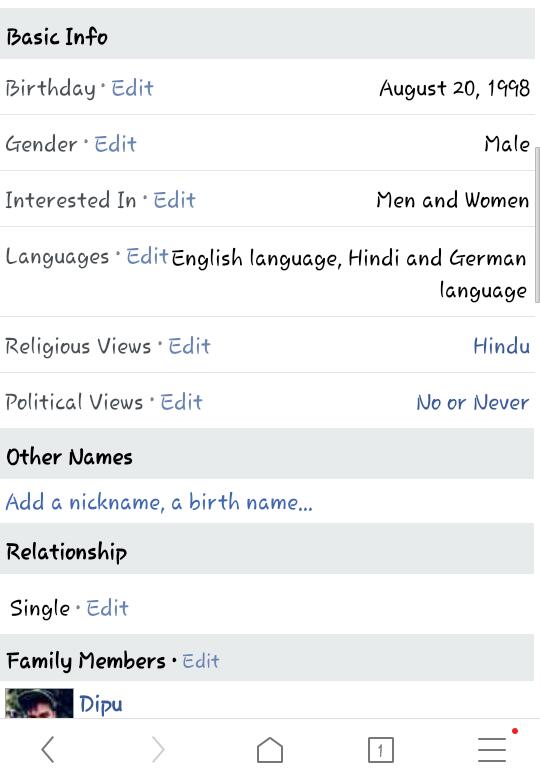 Basic Info
Birthday · Edit August 20, 1998
Gender · Edit Male
Interested In · Edit Men and Women
Languages · Edit English language, Hindi and German
language
Religious Views · Edit Hindu
Political Views · Edit No or Never
Other Names
Add a nickname, a birth name...
Relationship
Single · Edit
Family Members · Edit
Dipu
1